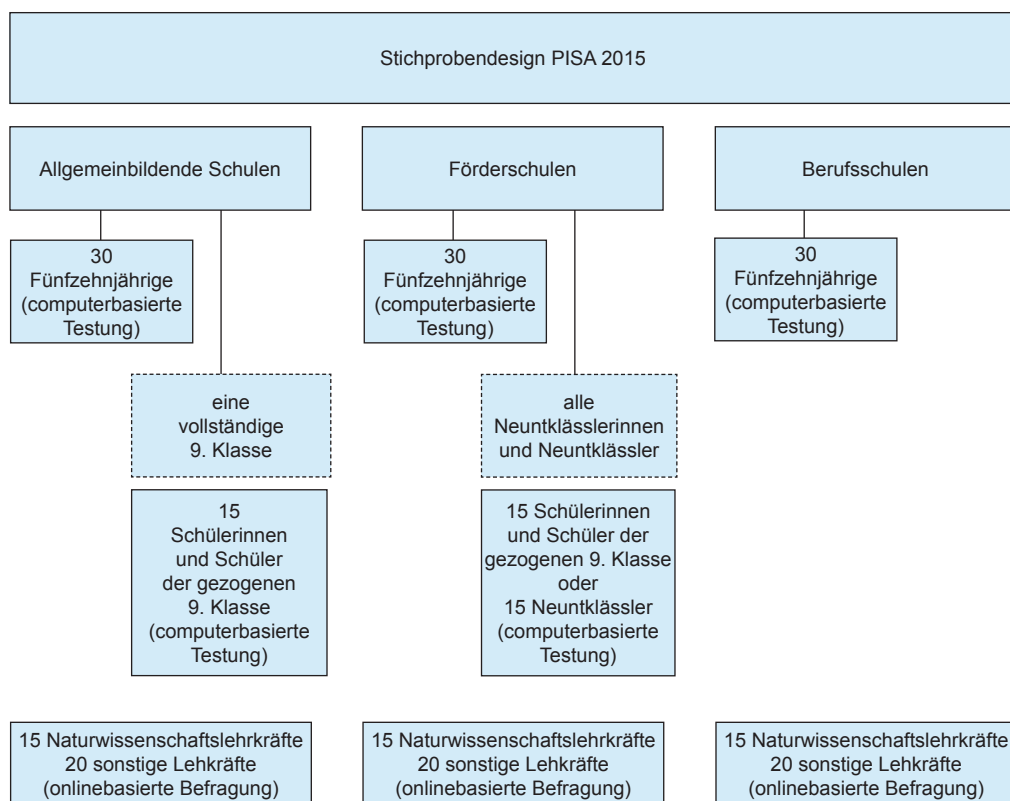 Stichprobendesign PISA 2015
Allgemeinbildende Schulen
Förderschulen
Berufsschulen
30
Fünfzehnjährige
(computerbasierte
Testung)
30
Fünfzehnjährige
(computerbasierte
Testung)
30
Fünfzehnjährige
(computerbasierte
Testung)
eine
vollständige
9. Klasse
alle
Neuntklässlerinnen
und Neuntklässler
15
Schülerinnen
und Schüler
der gezogenen
9. Klasse
(computerbasierte
Testung)
15 Schülerinnen
und Schüler der
gezogenen 9. Klasse
oder
15 Neuntklässler
(computerbasierte
Testung)
15 Naturwissenschaftslehrkräfte
20 sonstige Lehkräfte
(onlinebasierte Befragung)
15 Naturwissenschaftslehrkräfte
20 sonstige Lehkräfte
(onlinebasierte Befragung)
15 Naturwissenschaftslehrkräfte
20 sonstige Lehkräfte
(onlinebasierte Befragung)